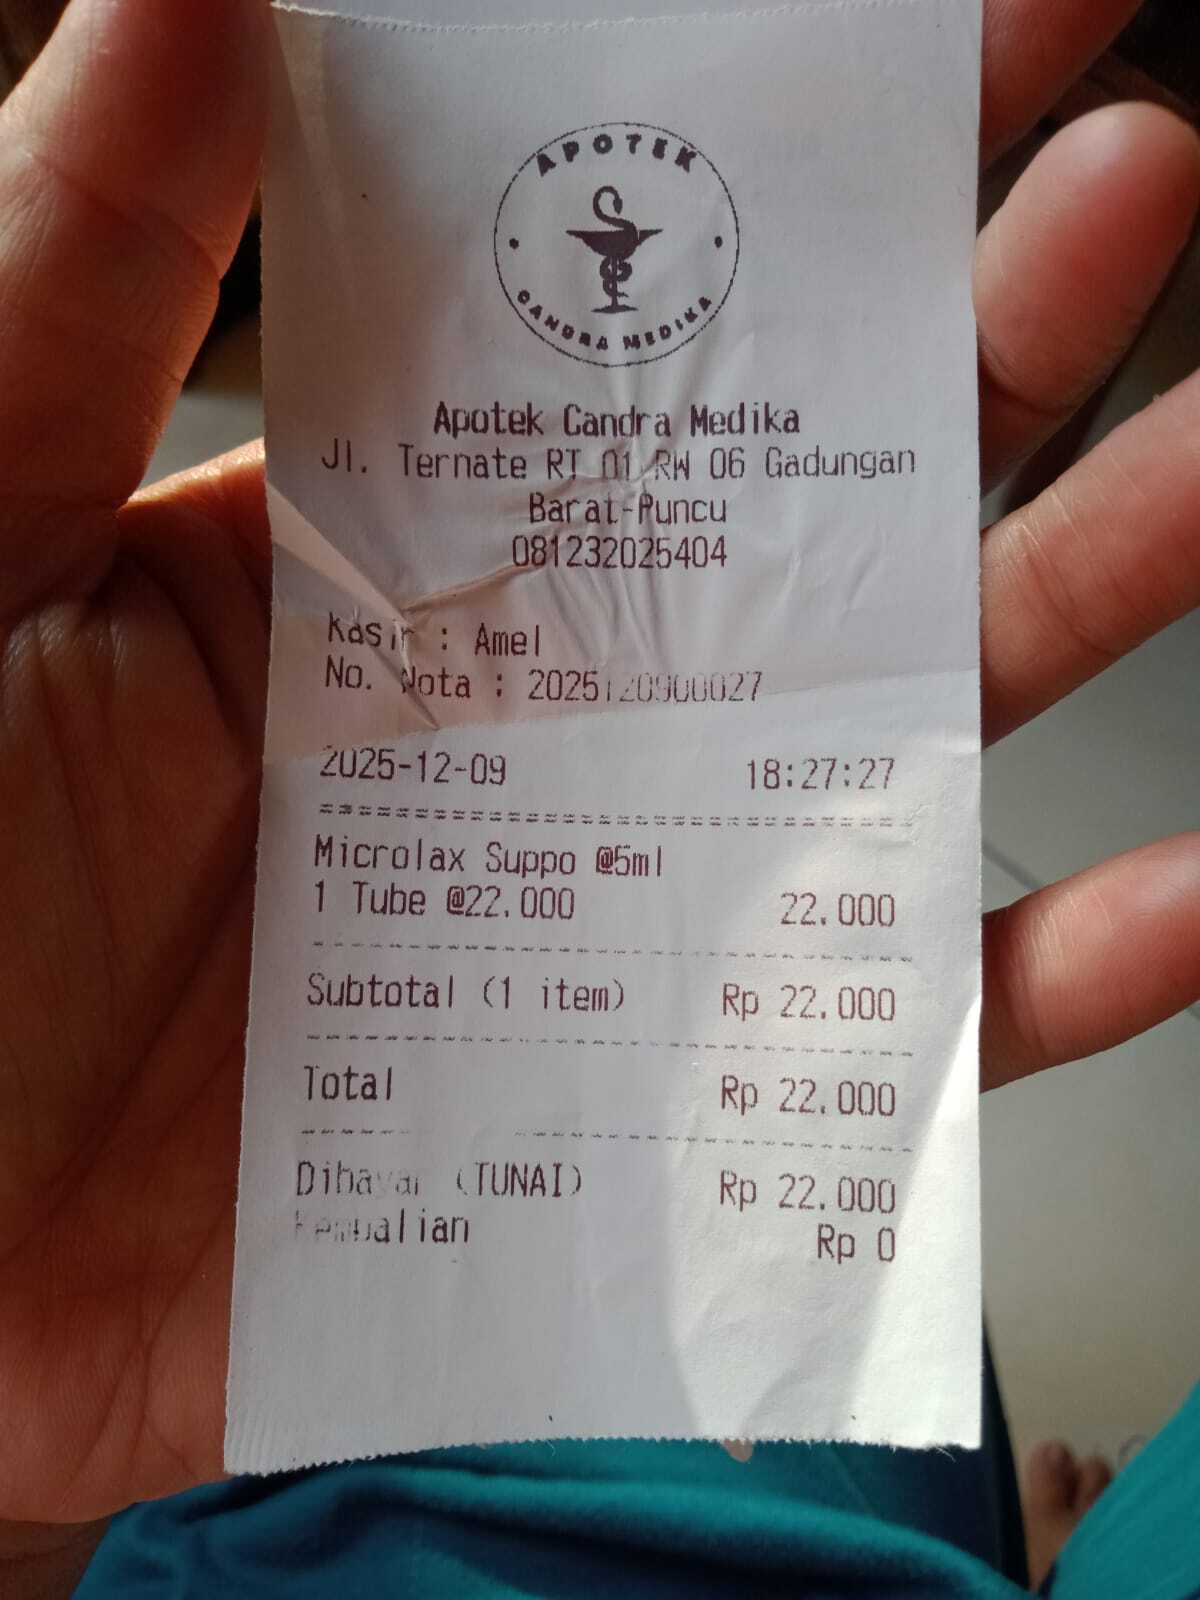 APOTEK
CANDRA MEDIKA
Apotek Candra Medika
Jl. Ternate RT 01 RW 06 Gadungan
Barat-Puncu
081232025404
Kasir : Amel
No. Nota : 2025120900027
2025-12-09 18:27:27
Microlax Suppo @5ml
1 Tube @22.000 22.000
Subtotal (1 item) Rp 22.000
Total Rp 22.000
Dibayar (TUNAI) Rp 22.000
Kembalian Rp 0